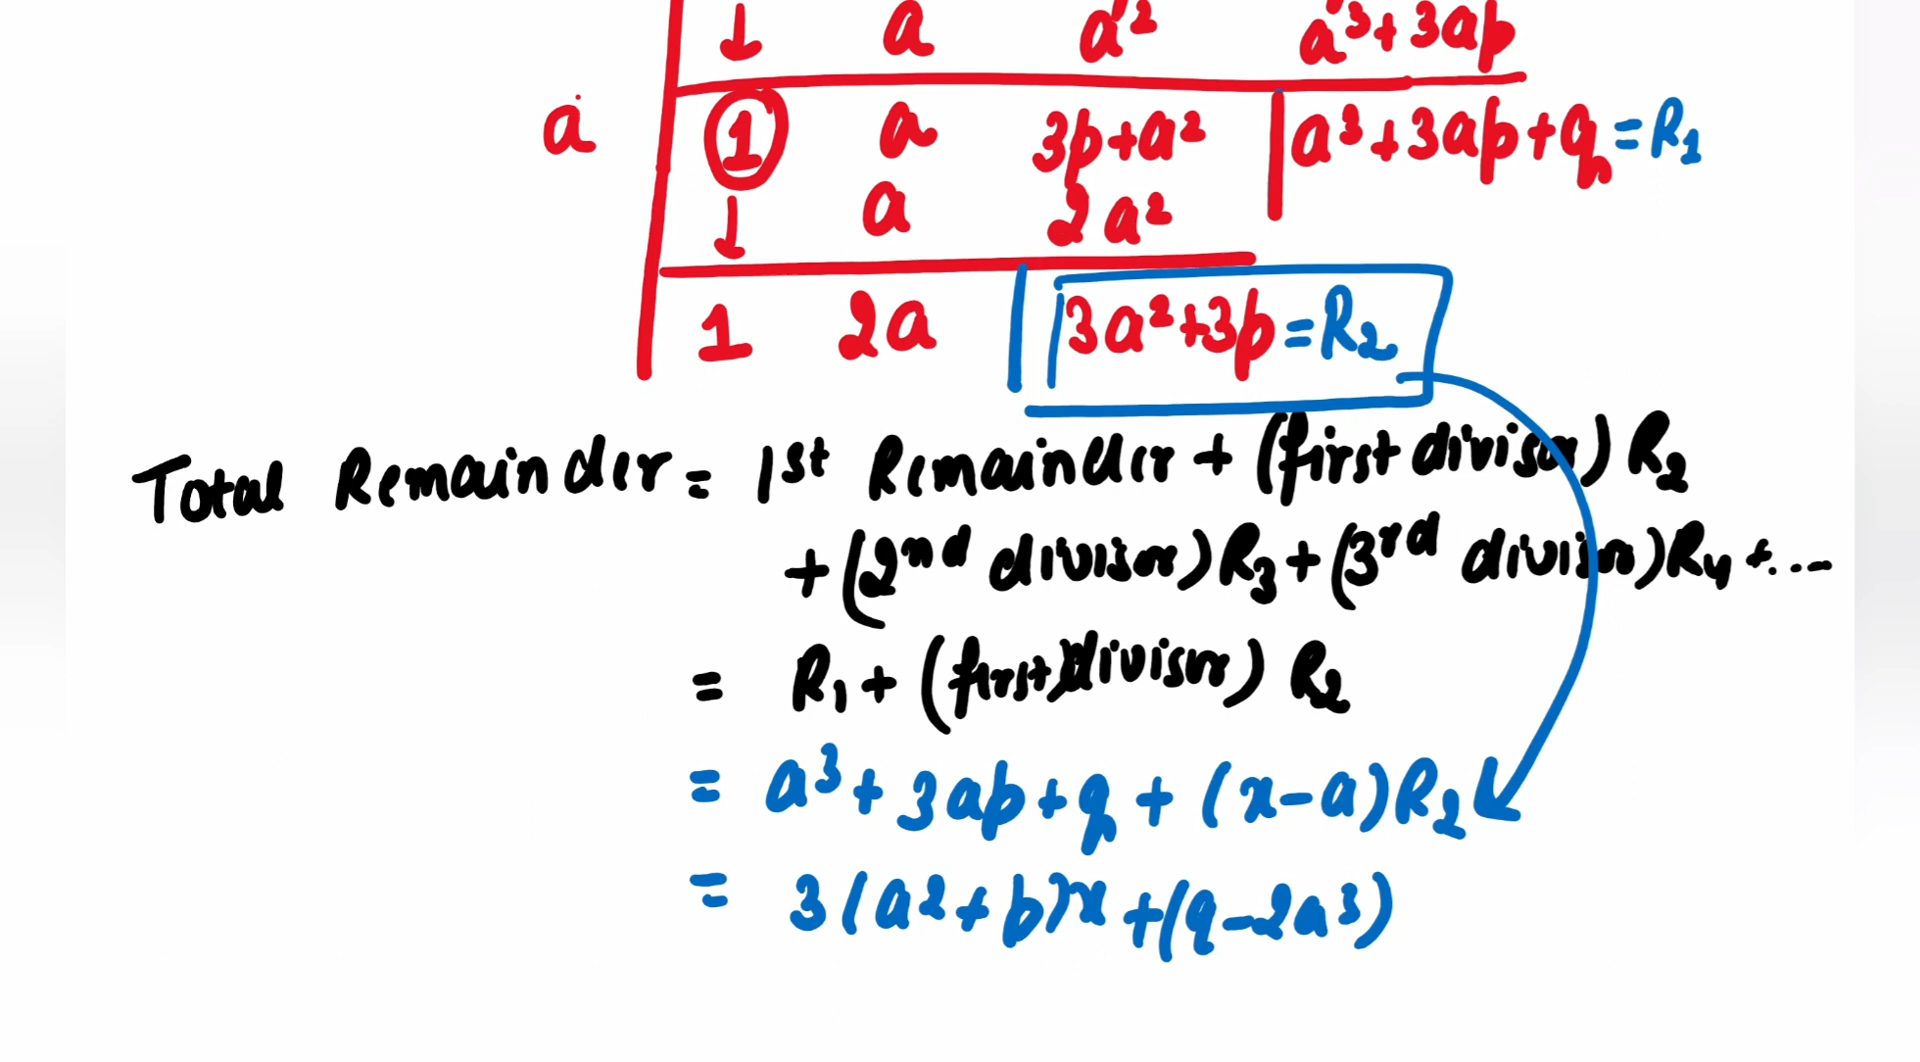 ↓ a a² a³+3ap
a 1 a 3p+a² a³+3ap+q=R₁
↓ a 2a²
1 2a 3a²+3p=R₂
Total Remainder = 1st Remainder + (first divisor) R₂
+ (2nd divisor) R₃ + (3rd divisor) R₄ + ....
= R₁ + (first divisor) R₂
= a³ + 3ap + q + (x-a) R₂
= 3(a²+p)x + (q-2a³)